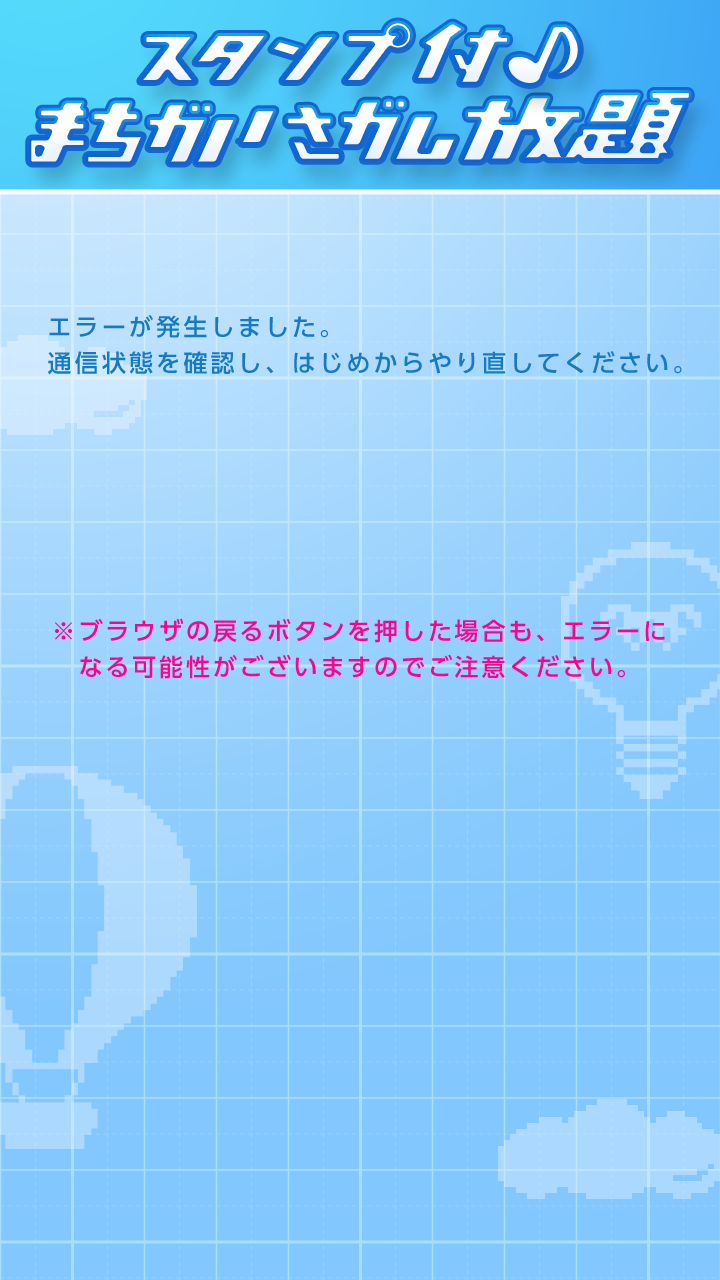 スタンプ付♪
まちがいさがし放題
エラーが発生しました。
通信状態を確認し、はじめからやり直してください。
※ブラウザの戻るボタンを押した場合も、エラーに
なる可能性がございますのでご注意ください。